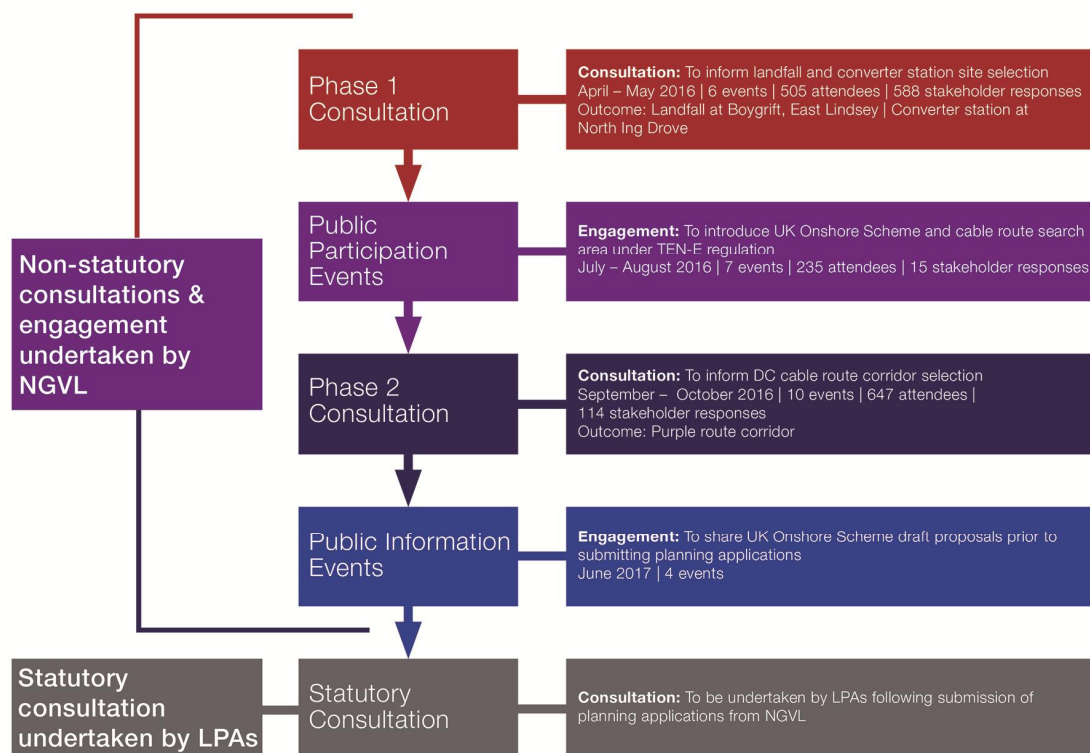 Phase 1
Consultation
Consultation: To inform landfall and converter station site selection
April – May 2016 | 6 events | 505 attendees | 588 stakeholder responses
Outcome: Landfall at Boygrift, East Lindsey | Converter station at
North Ing Drove
Public
Participation
Events
Engagement: To introduce UK Onshore Scheme and cable route search
area under TEN-E regulation
July – August 2016 | 7 events | 235 attendees | 15 stakeholder responses
Non-statutory
consultations &
engagement
undertaken by
NGVL
Phase 2
Consultation
Consultation: To inform DC cable route corridor selection
September – October 2016 | 10 events | 647 attendees |
114 stakeholder responses
Outcome: Purple route corridor
Public Information
Events
Engagement: To share UK Onshore Scheme draft proposals prior to
submitting planning applications
June 2017 | 4 events
Statutory
consultation
undertaken by LPAs
Statutory
Consultation
Consultation: To be undertaken by LPAs following submission of
planning applications from NGVL